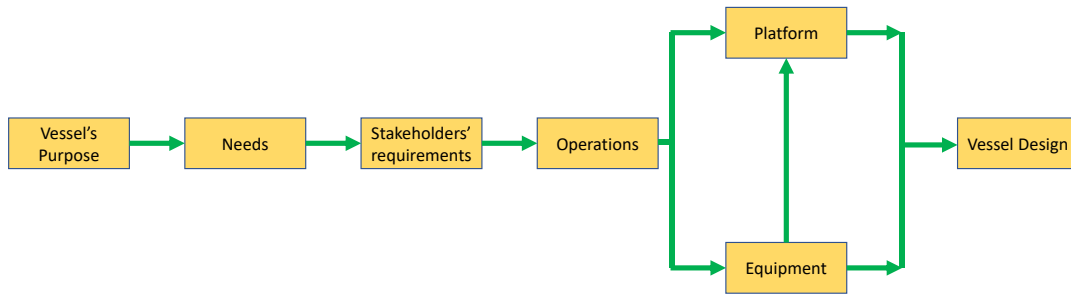 Vessel's
Purpose
Needs
Stakeholders'
requirements
Operations
Platform
Equipment
Vessel Design